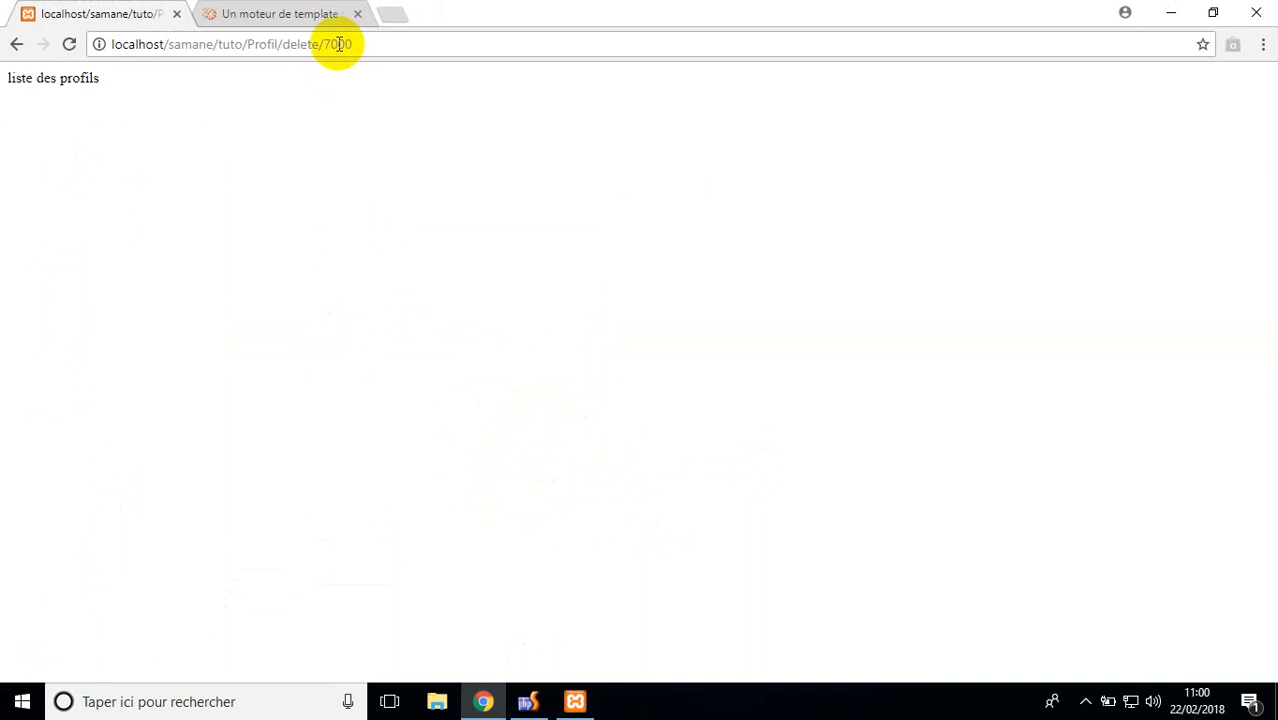 localhost/samane/tuto/P
Un moteur de template
localhost/samane/tuto/Profil/delete/7000
liste des profils
Taper ici pour rechercher
11:00
22/02/2018